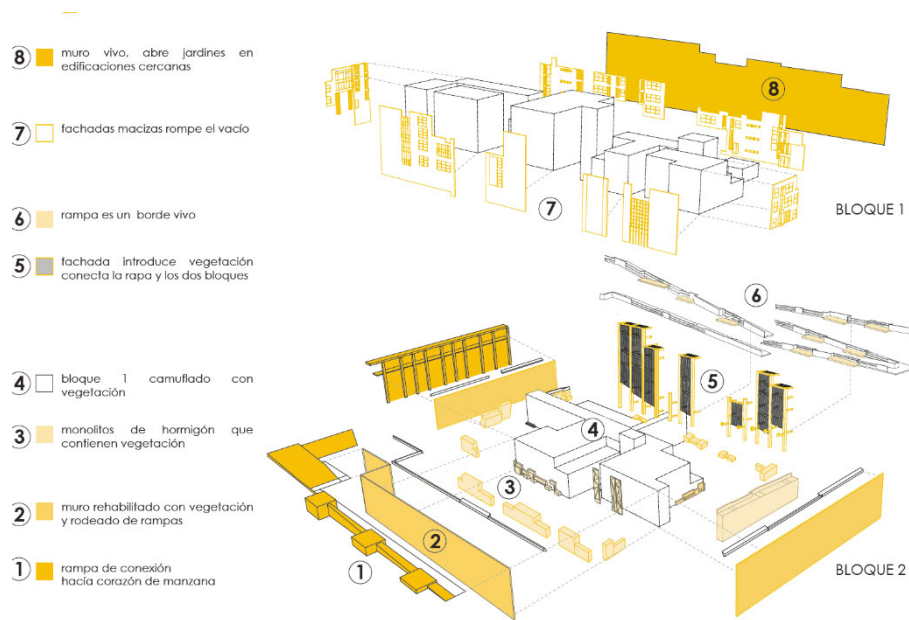 8 muro vivo, abre jardines en
edificaciones cercanas
7 fachadas macizas rompe el vacío
6 rampa es un borde vivo
5 fachada introduce vegetación
conecta la rapa y los dos bloques
4 bloque 1 camuflado con
vegetación
3 monolitos de hormigón que
contienen vegetación
2 muro rehabilitado con vegetación
y rodeado de rampas
1 rampa de conexión
hacía corazón de manzana
8
7
BLOQUE 1
6
5
4
3
2
1
BLOQUE 2